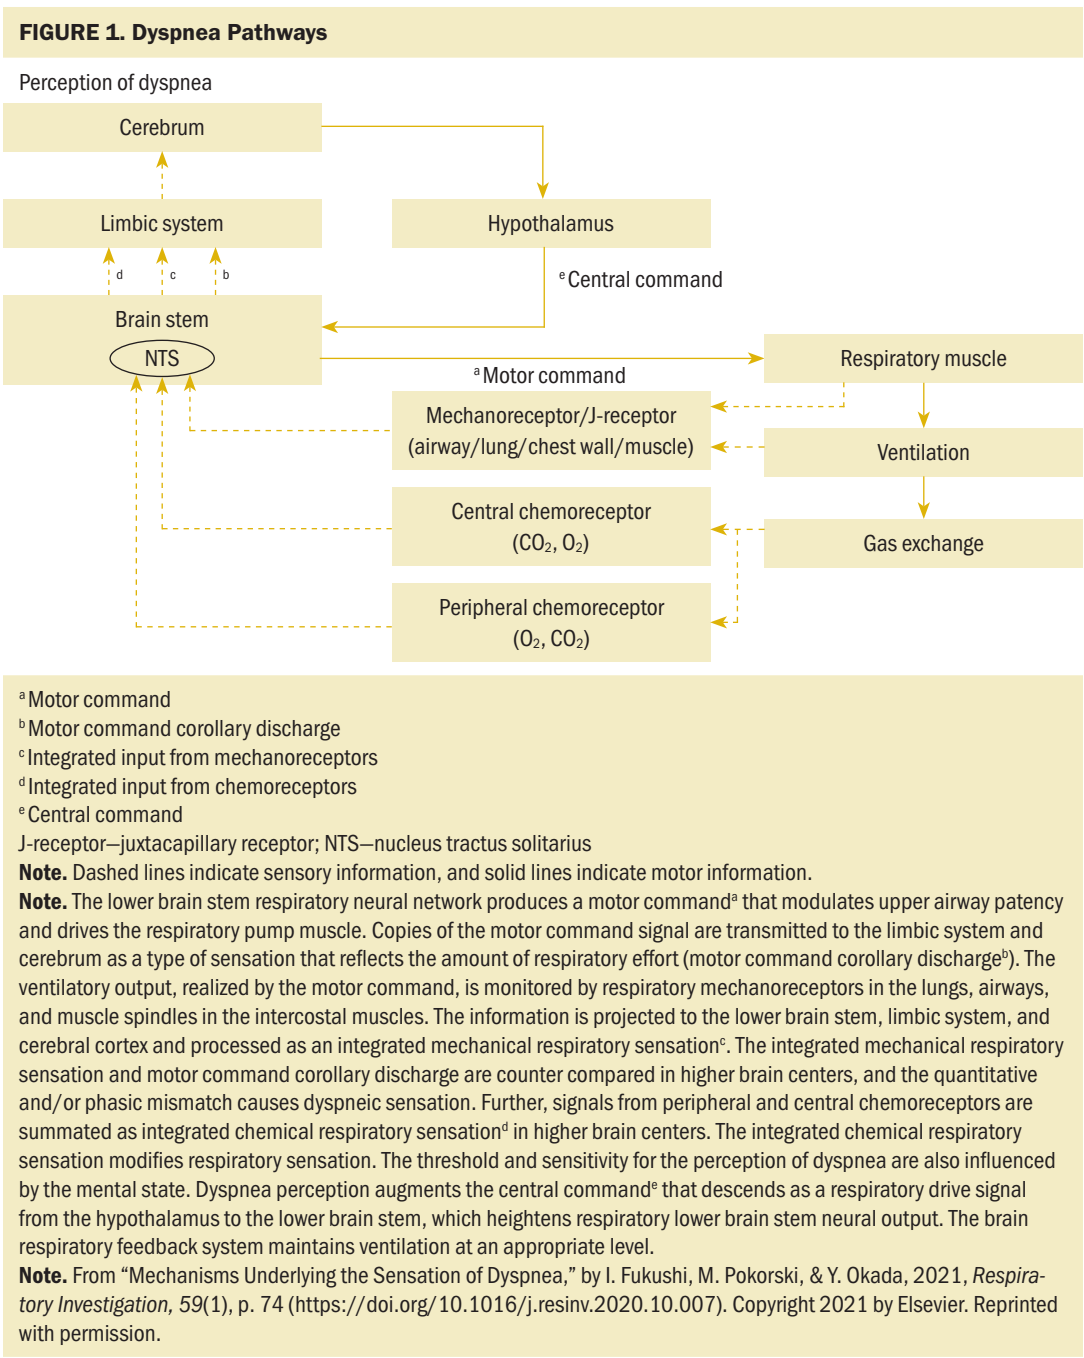 FIGURE 1. Dyspnea Pathways
Perception of dyspnea
Cerebrum
Limbic system
Hypothalamus
d
c
b
e Central command
Brain stem
NTS
Respiratory muscle
a Motor command
Mechanoreceptor/J-receptor
(airway/lung/chest wall/muscle)
Ventilation
Central chemoreceptor
(CO₂, O₂)
Gas exchange
Peripheral chemoreceptor
(O₂, CO₂)
a Motor command
b Motor command corollary discharge
c Integrated input from mechanoreceptors
d Integrated input from chemoreceptors
e Central command
J-receptor—juxtacapillary receptor; NTS—nucleus tractus solitarius
Note. Dashed lines indicate sensory information, and solid lines indicate motor information.
Note. The lower brain stem respiratory neural network produces a motor commandᵃ that modulates upper airway patency
and drives the respiratory pump muscle. Copies of the motor command signal are transmitted to the limbic system and
cerebrum as a type of sensation that reflects the amount of respiratory effort (motor command corollary dischargeᵇ). The
ventilatory output, realized by the motor command, is monitored by respiratory mechanoreceptors in the lungs, airways,
and muscle spindles in the intercostal muscles. The information is projected to the lower brain stem, limbic system, and
cerebral cortex and processed as an integrated mechanical respiratory sensationᶜ. The integrated mechanical respiratory
sensation and motor command corollary discharge are counter compared in higher brain centers, and the quantitative
and/or phasic mismatch causes dyspneic sensation. Further, signals from peripheral and central chemoreceptors are
summated as integrated chemical respiratory sensationᵈ in higher brain centers. The integrated chemical respiratory
sensation modifies respiratory sensation. The threshold and sensitivity for the perception of dyspnea are also influenced
by the mental state. Dyspnea perception augments the central commandᵉ that descends as a respiratory drive signal
from the hypothalamus to the lower brain stem, which heightens respiratory lower brain stem neural output. The brain
respiratory feedback system maintains ventilation at an appropriate level.
Note. From “Mechanisms Underlying the Sensation of Dyspnea,” by I. Fukushi, M. Pokorski, & Y. Okada, 2021, Respira-
tory Investigation, 59(1), p. 74 (https://doi.org/10.1016/j.resinv.2020.10.007). Copyright 2021 by Elsevier. Reprinted
with permission.